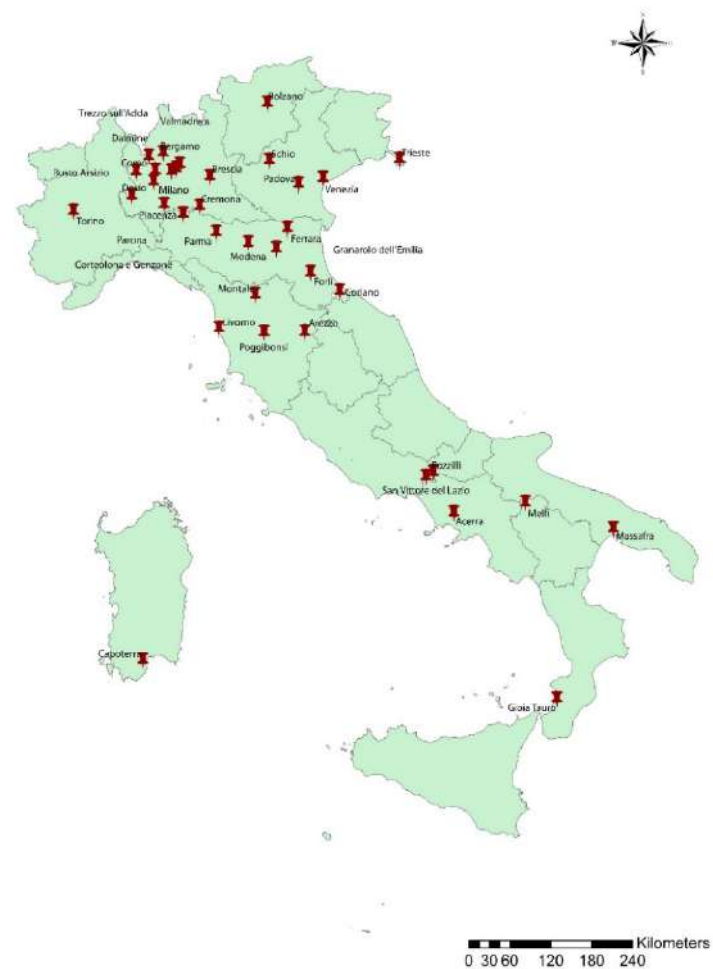 Bolzano
Trezzo sull'Adda
Valmadrera
Dalmine
Bergamo
Trieste
Schio
Como
Busto Arsizio
Brescia
Padova
Desio
Milano
Venezia
Cremona
Torino
Piacenza
Ferrara
Parona
Parma
Granarolo dell'Emilia
Modena
Corteolona e Genzone
Forlì
Montale
Coriano
Livorno
Arezzo
Poggibonsi
Pozzilli
San Vittore del Lazio
Melfi
Acerra
Massafra
Capoterra
Gioia Tauro
Kilometers
0 30 60 120 180 240